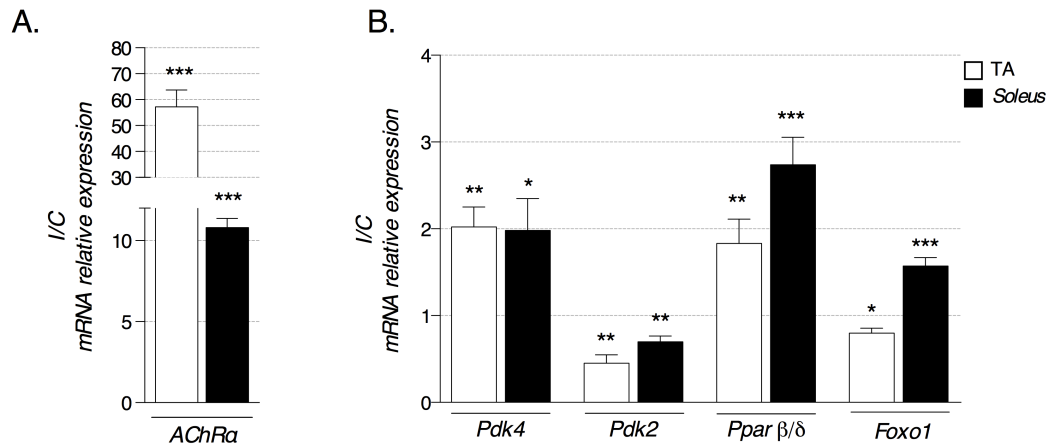 A.
I/C
mRNA relative expression
80
70
60
50
40
30
10
5
0
***
***
AChRα
B.
I/C
mRNA relative expression
4
3
2
1
0
**
*
**
**
**
***
*
***
Pdk4
Pdk2
Ppar β/δ
Foxo1
TA
Soleus